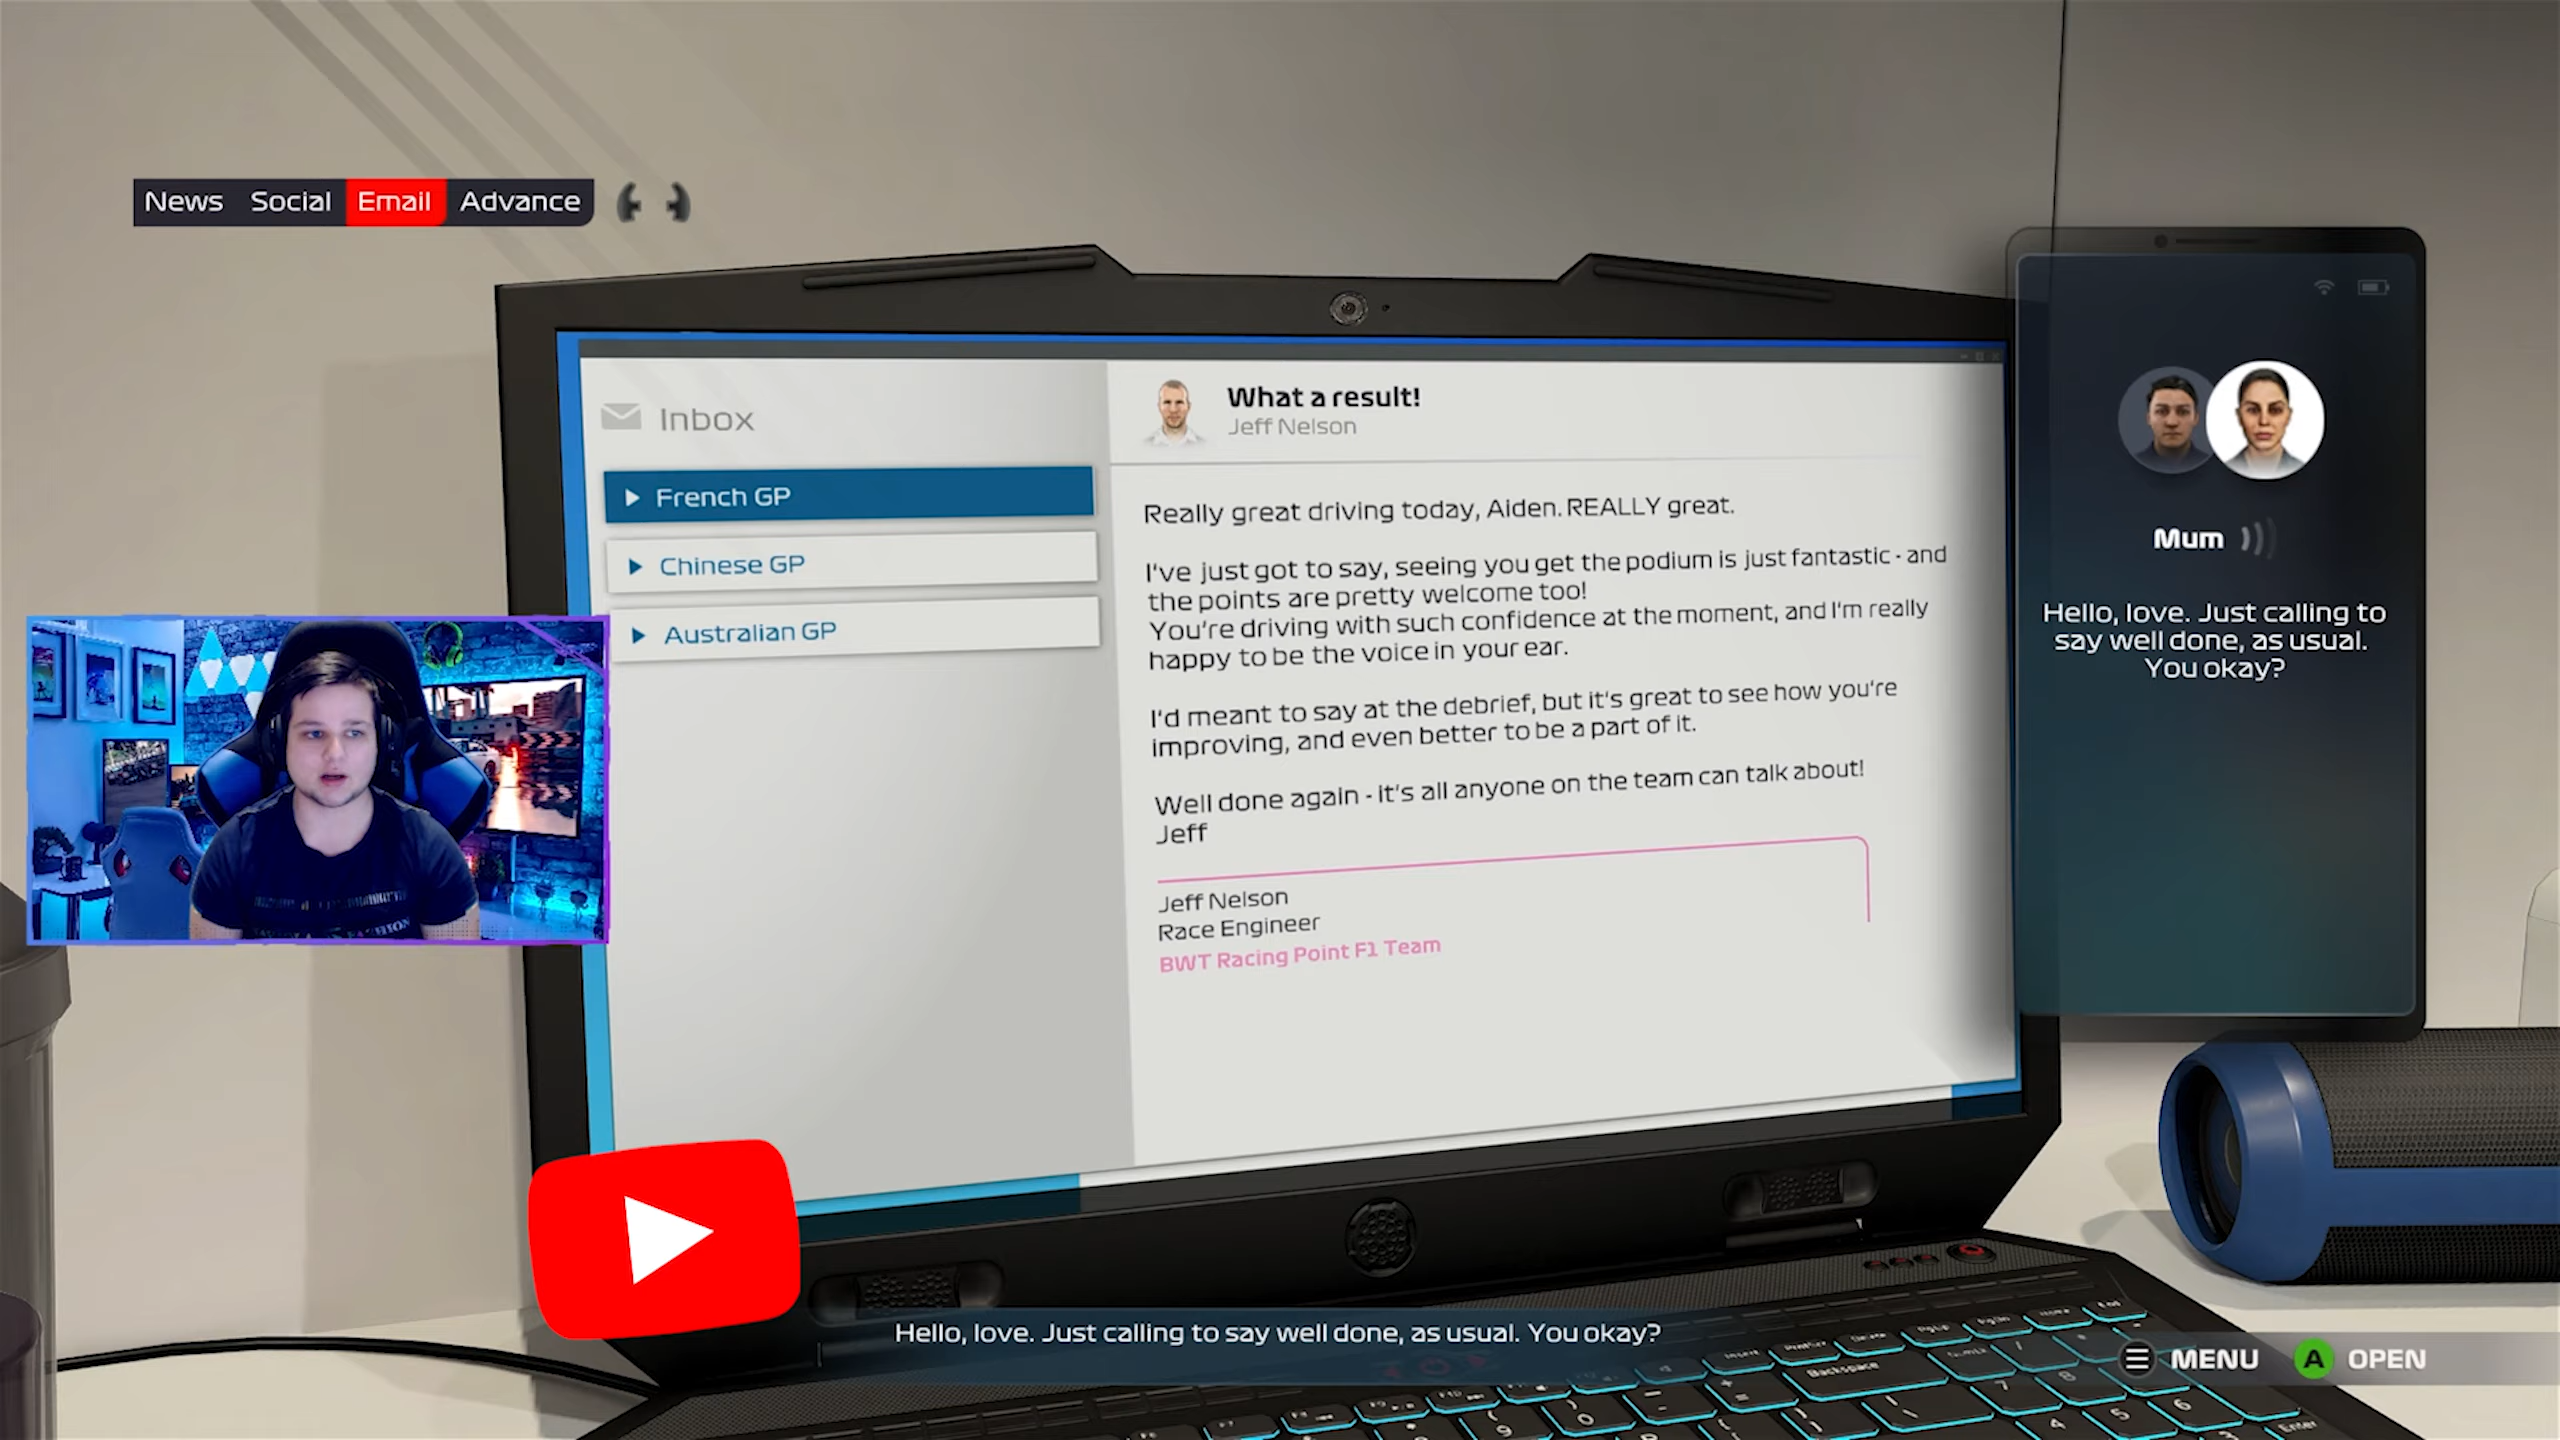 News Social Email Advance
Inbox
French GP
Chinese GP
Australian GP
What a result!
Jeff Nelson
Really great driving today, Aiden. REALLY great.
I've just got to say, seeing you get the podium is just fantastic - and
the points are pretty welcome too!
You're driving with such confidence at the moment, and I'm really
happy to be the voice in your ear.
I'd meant to say at the debrief, but it's great to see how you're
improving, and even better to be a part of it.
Well done again - it's all anyone on the team can talk about!
Jeff
Jeff Nelson
Race Engineer
BWT Racing Point F1 Team
Mum
Hello, love. Just calling to
say well done, as usual.
You okay?
Hello, love. Just calling to say well done, as usual. You okay?
Backspace
MENU A OPEN